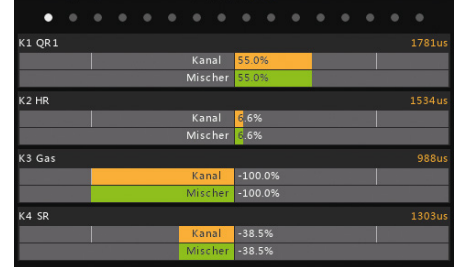 K1 QR1 1781us
Kanal 55.0%
Mischer 55.0%
K2 HR 1534us
Kanal 6.6%
Mischer 6.6%
K3 Gas 988us
Kanal -100.0%
Mischer -100.0%
K4 SR 1303us
Kanal -38.5%
Mischer -38.5%